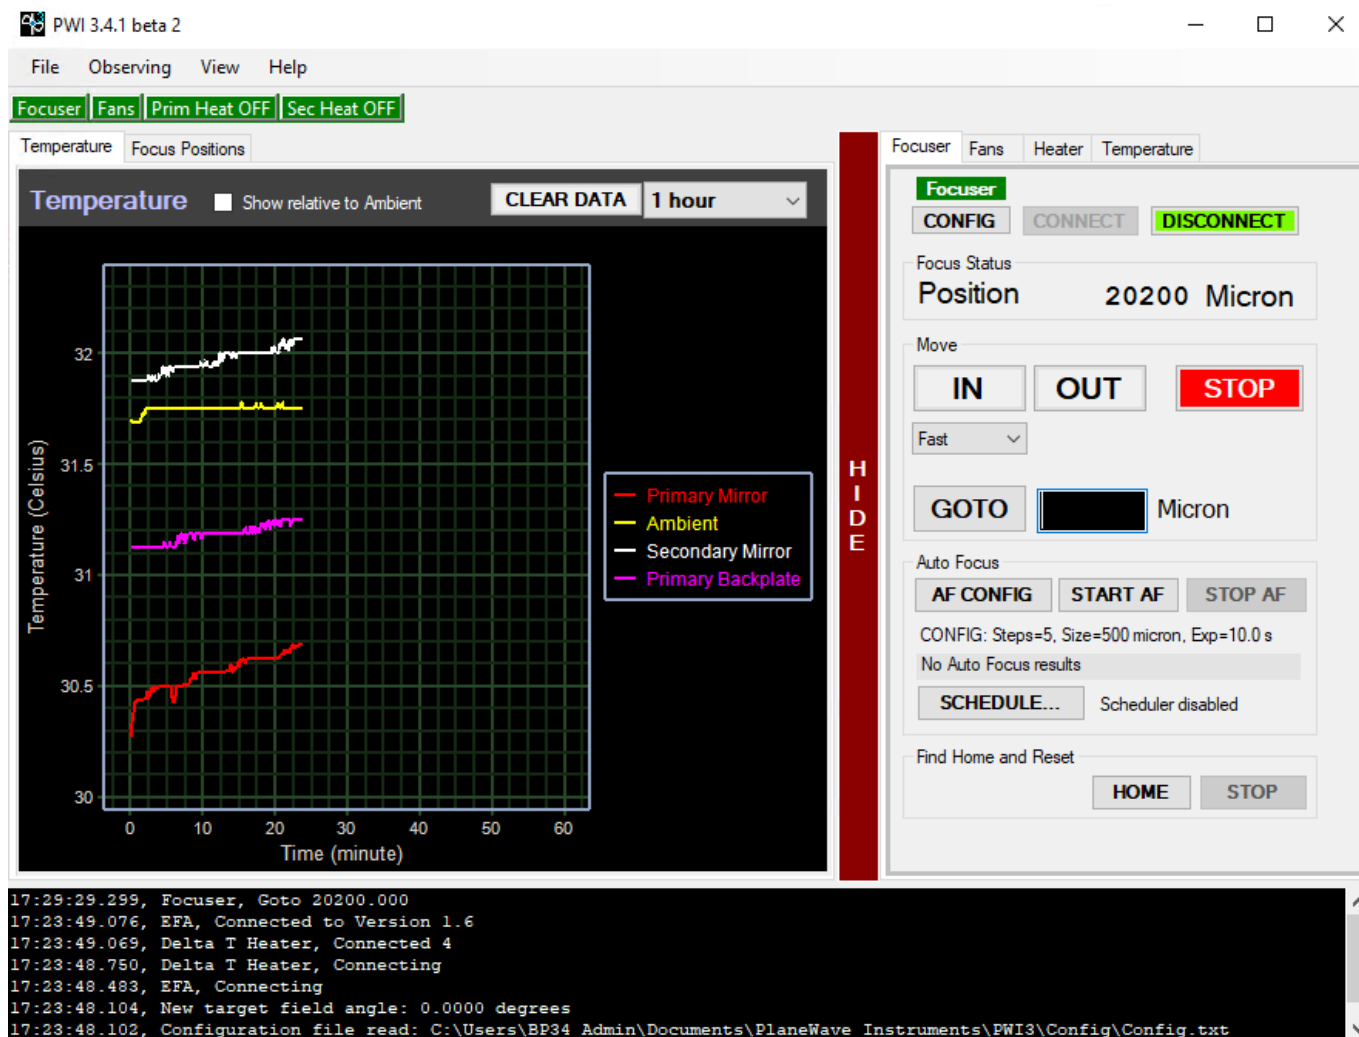 PWI 3.4.1 beta 2
File Observing View Help
Focuser Fans Prim Heat OFF Sec Heat OFF
Temperature Focus Positions
Temperature Show relative to Ambient CLEAR DATA 1 hour
32
31.5
31
30.5
30
Temperature (Celsius)
0 10 20 30 40 50 60
Time (minute)
Primary Mirror
Ambient
Secondary Mirror
Primary Backplate
HIDE
Focuser Fans Heater Temperature
Focuser
CONFIG CONNECT DISCONNECT
Focus Status
Position 20200 Micron
Move
IN OUT STOP
Fast
GOTO Micron
Auto Focus
AF CONFIG START AF STOP AF
CONFIG: Steps=5, Size=500 micron, Exp=10.0 s
No Auto Focus results
SCHEDULE... Scheduler disabled
Find Home and Reset
HOME STOP
17:29:29.299, Focuser, Goto 20200.000
17:23:49.076, EFA, Connected to Version 1.6
17:23:49.069, Delta T Heater, Connected 4
17:23:48.750, Delta T Heater, Connecting
17:23:48.483, EFA, Connecting
17:23:48.104, New target field angle: 0.0000 degrees
17:23:48.102, Configuration file read: C:\Users\BP34 Admin\Documents\PlaneWave Instruments\PWI3\Config\Config.txt